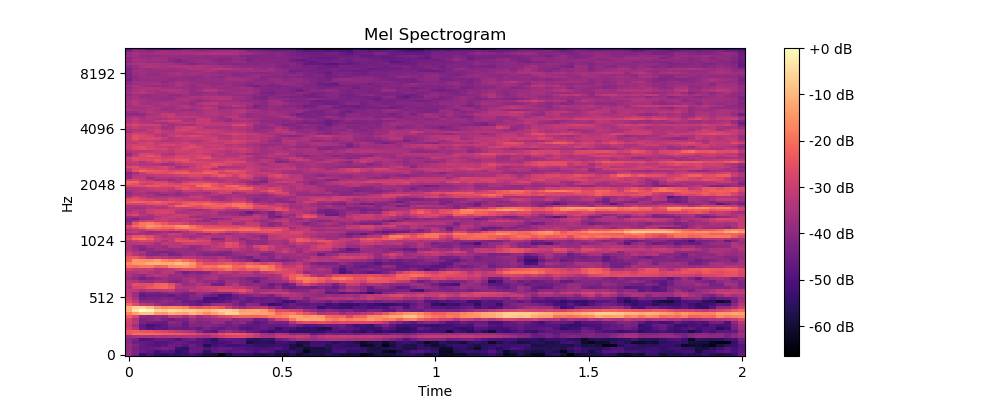 Mel Spectrogram
8192
4096
2048
1024
512
0
Hz
0 0.5 1 1.5 2
Time
+0 dB
-10 dB
-20 dB
-30 dB
-40 dB
-50 dB
-60 dB